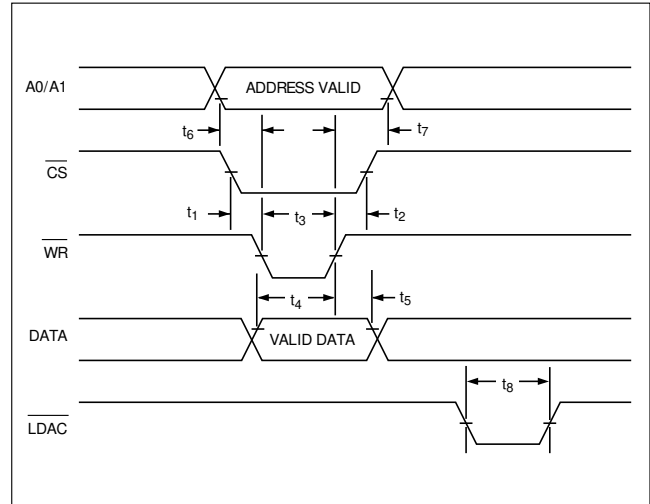 A0/A1
ADDRESS VALID
t6
t7
CS
t1
t3
t2
WR
t4
t5
DATA
VALID DATA
t8
LDAC